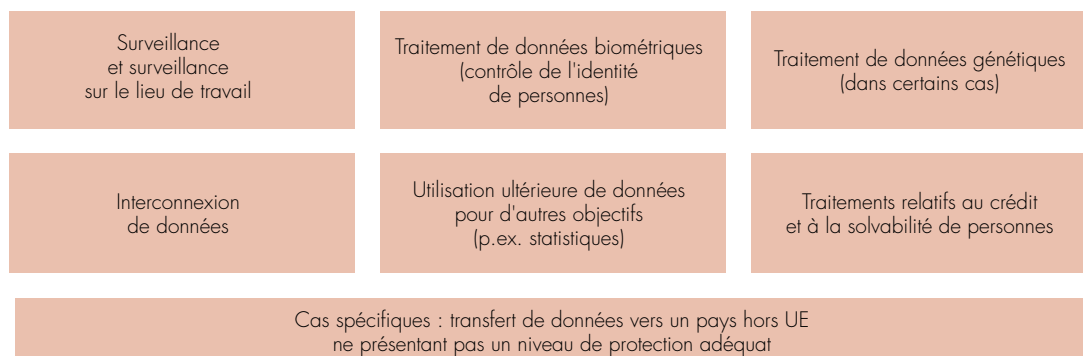 Surveillance
et surveillance
sur le lieu de travail
Traitement de données biométriques
(contrôle de l'identité
de personnes)
Traitement de données génétiques
(dans certains cas)
Interconnexion
de données
Utilisation ultérieure de données
pour d'autres objectifs
(p.ex. statistiques)
Traitements relatifs au crédit
et à la solvabilité de personnes
Cas spécifiques : transfert de données vers un pays hors UE
ne présentant pas un niveau de protection adéquat